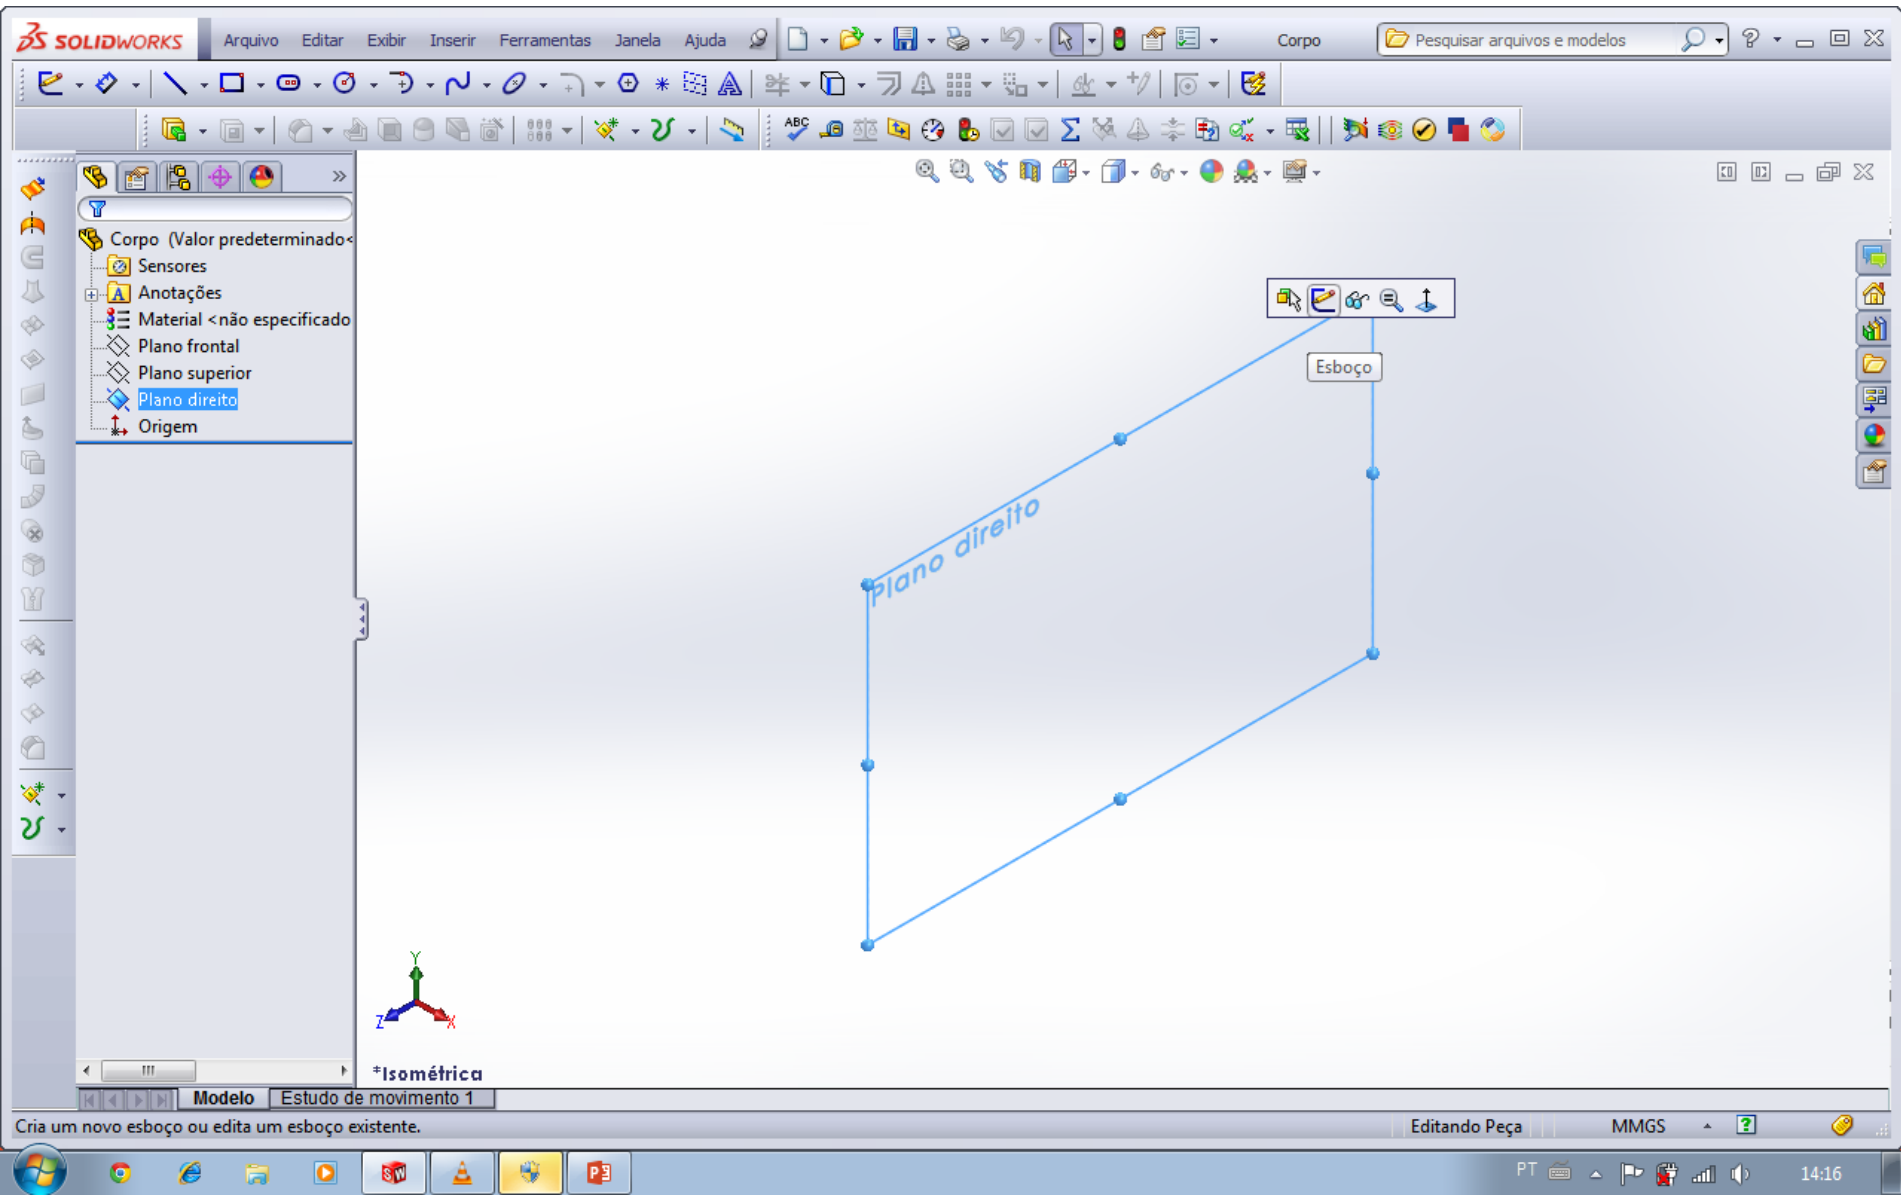 SOLIDWORKS Arquivo Editar Exibir Inserir Ferramentas Janela Ajuda Corpo Pesquisar arquivos e modelos
ABC
Corpo (Valor predeterminado<
Sensores
Anotações
Material <não especificado
Plano frontal
Plano superior
Plano direito
Origem
Esboço
Plano direito
Y
Z
X
*Isométrica
Modelo Estudo de movimento 1
Cria um novo esboço ou edita um esboço existente. Editando Peça MMGS
PT 14:16